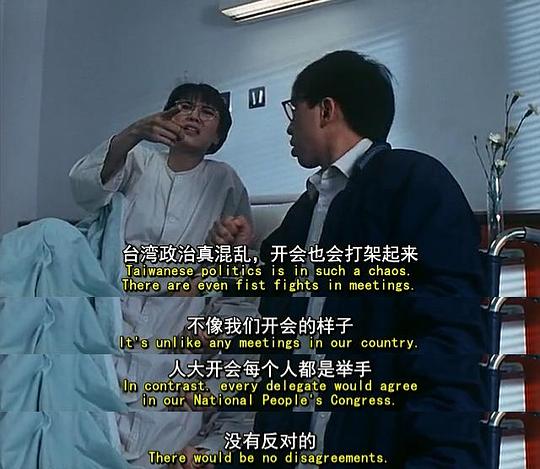 台湾政治真混乱，开会也会打架起来
Taiwanese politics is in such a chaos.
There are even fist fights in meetings.
不像我们开会的样子
It's unlike any meetings in our country.
人大开会每个人都是举手
In contrast. every delegate would agree
in our National People's Congress.
没有反对的
There would be no disagreements.